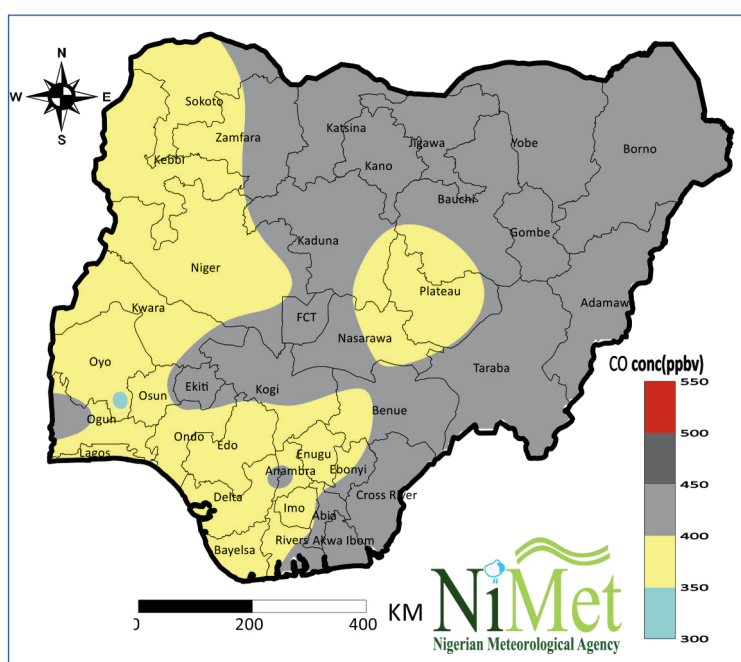 N
W E
S
Sokoto
Zamfara
Katsina
Jigawa
Yobe
Borno
Kebbi
Kano
Bauchi
Gombe
Kaduna
Niger
Plateau
Adamaw
Kwara
FCT
Nasarawa
Taraba
Oyo
Osun
Ekiti
Kogi
Benue
Ogun
Lagos
Ondo
Edo
Enugu
Anambra
Ebonyi
Delta
Imo
Abia
Cross River
Bayelsa
Rivers
Akwa Ibom
CO conc(ppbv)
550
500
450
400
350
300
0 200 400 KM
NiMet
Nigerian Meteorological Agency